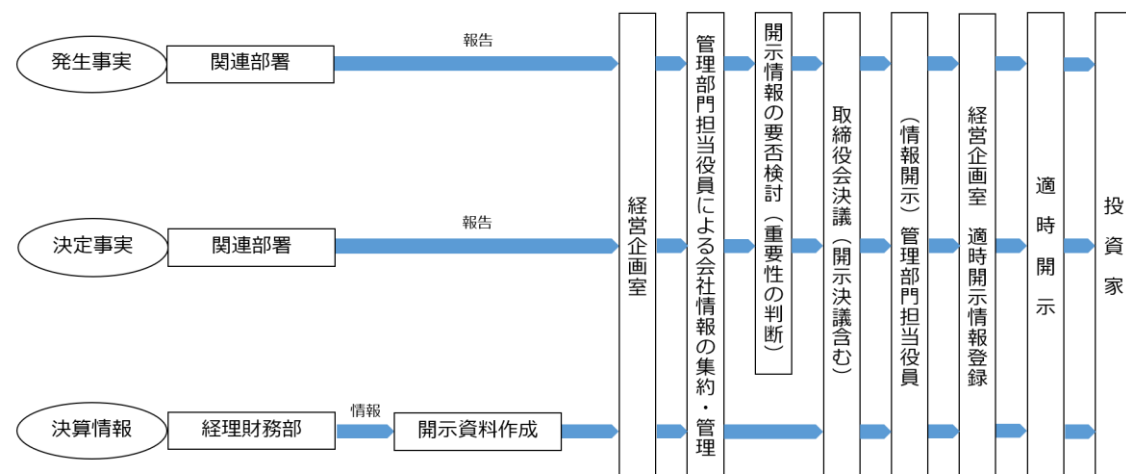 発生事実
関連部署
報告
決定事実
関連部署
報告
決算情報
経理財務部
情報
開示資料作成
経営企画室
管理部門担当役員による会社情報の集約・管理
開示情報の要否検討（重要性の判断）
取締役会決議（開示決議含む）
（情報開示）管理部門担当役員
経営企画室　適時開示情報登録
適時開示
投資家